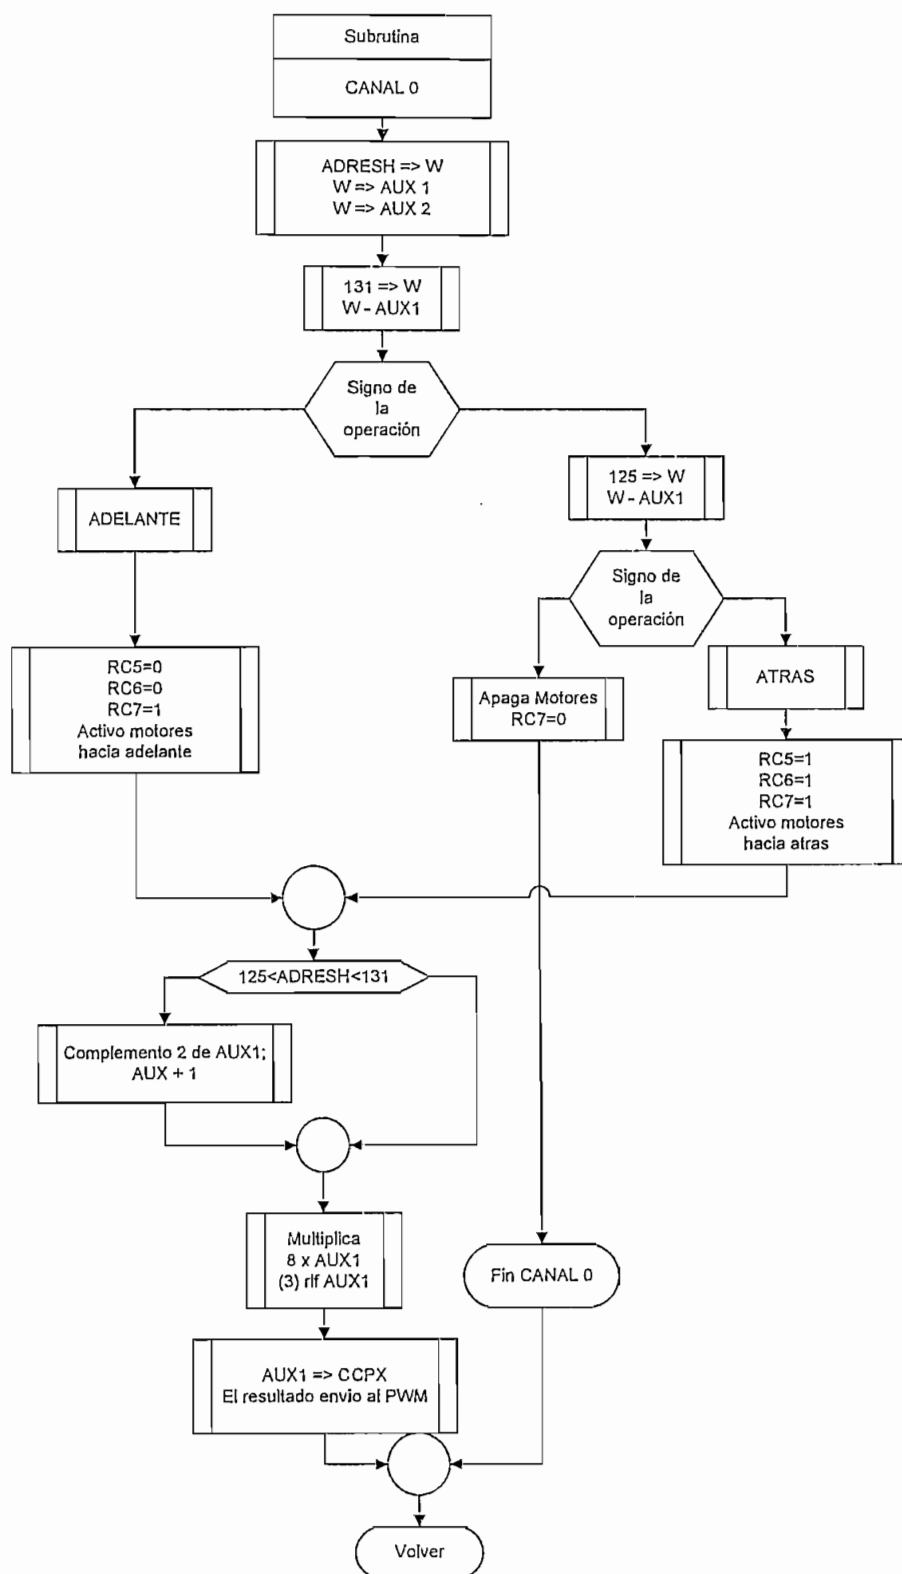 Subrutina
CANAL 0
ADRESH => W
W => AUX 1
W => AUX 2
131 => W
W - AUX1
Signo de
la
operación
ADELANTE
125 => W
W - AUX1
Signo de
la
operación
RC5=0
RC6=0
RC7=1
Activo motores
hacia adelante
Apaga Motores
RC7=0
ATRAS
RC5=1
RC6=1
RC7=1
Activo motores
hacia atras
125<ADRESH<131
Complemento 2 de AUX1;
AUX + 1
Multiplica
8 x AUX1
(3) rlf AUX1
Fin CANAL 0
AUX1 => CCPX
El resultado envio al PWM
Volver